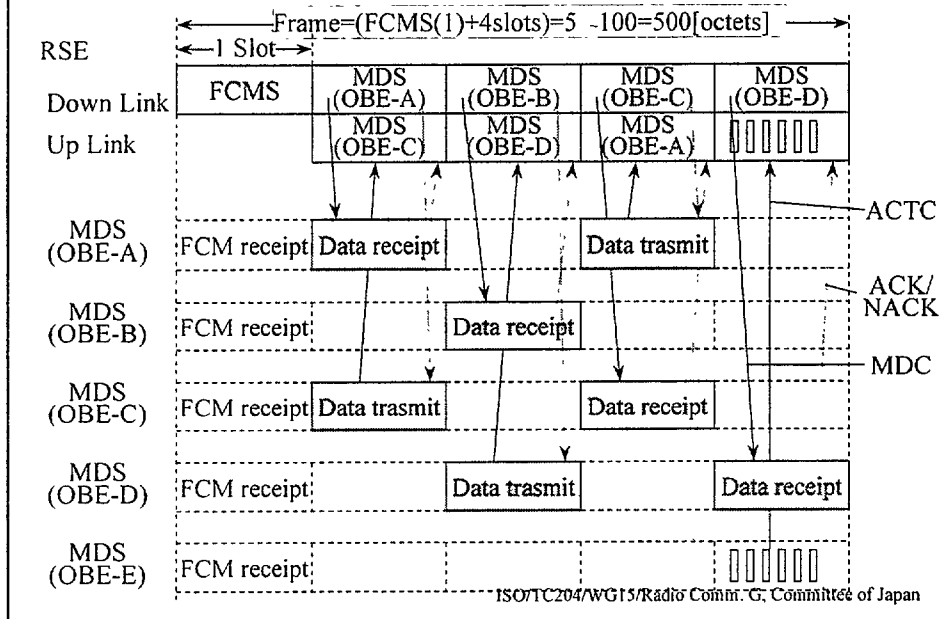 Frame=(FCMS(1)+4slots)=5 ~100=500[octets]
1 Slot
RSE
Down Link
FCMS
MDS
(OBE-A)
MDS
(OBE-B)
MDS
(OBE-C)
MDS
(OBE-D)
Up Link
MDS
(OBE-C)
MDS
(OBE-D)
MDS
(OBE-A)
ACTC
MDS
(OBE-A)
FCM receipt
Data receipt
Data trasmit
ACK/
NACK
MDS
(OBE-B)
FCM receipt
Data receipt
MDC
MDS
(OBE-C)
FCM receipt
Data trasmit
Data receipt
MDS
(OBE-D)
FCM receipt
Data trasmit
Data receipt
MDS
(OBE-E)
FCM receipt
ISO/TC204/WG15/Radio Comm. G, Committee of Japan